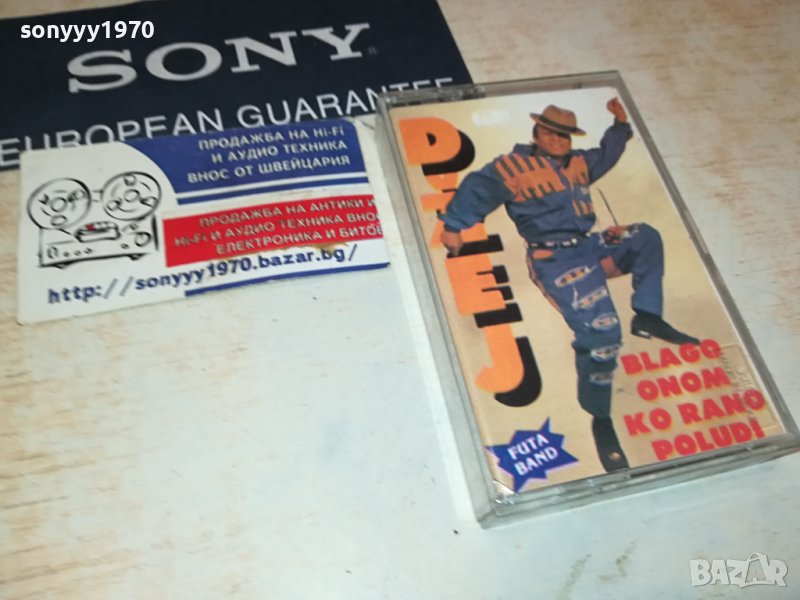 sonyyy1970
SONY
EUROPEAN GUARANTEE
ПРОДАЖБА НА Hi-Fi
И АУДИО ТЕХНИКА
ВНОС ОТ ШВЕЙЦАРИЯ
ПРОДАЖБА НА АНТИКИ И
Hi-Fi И АУДИО ТЕХНИКА ВНОС
ЕЛЕКТРОНИКА И БИТОВ
http://sonyyy1970.bazar.bg/
DŽEJ
BLAGO
ONOM
KO RANO
POLUDI
FUTA
BAND
BAZAR